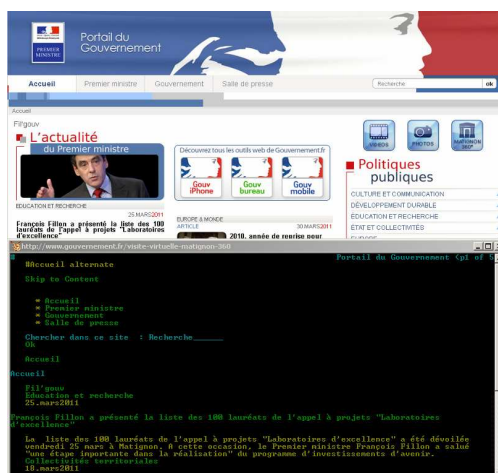 Portail du
Gouvernement
PREMIER
MINISTRE
Accueil Premier ministre Gouvernement Salle de presse Recherche ok
Accueil
Fil'gouv
L'actualité
du Premier ministre
Découvrez tous les outils web de Gouvernement.fr
Gouv
iPhone
Gouv
bureau
Gouv
mobile
VIDEOS
PHOTOS
MATIGNON
360°
Politiques
publiques
CULTURE ET COMMUNICATION
DÉVELOPPEMENT DURABLE
ÉDUCATION ET RECHERCHE
ÉTAT ET COLLECTIVITÉS
EUROPE
EDUCATION ET RECHERCHE
25.MARS2011
François Fillon a présenté la liste des 100
lauréats de l'appel à projets "Laboratoires
d'excellence"
EUROPE & MONDE
ARTICLE 30.MARS2011
2010, année de reprise pour
http://www.gouvernement.fr/visite-virtuelle-matignon-360
Portail du Gouvernement (p1 of 5
#Accueil alternate
Skip to Content
* Accueil
* Premier ministre
* Gouvernement
* Salle de presse
Chercher dans ce site : Recherche______
Ok
Accueil
Accueil
Fil'gouv
Education et recherche
25.mars2011
François Fillon a présenté la liste des 100 lauréats de l'appel à projets "Laboratoires
d'excellence"
La liste des 100 lauréats de l'appel à projets "Laboratoires d'excellence" a été dévoilée
vendredi 25 mars à Matignon. A cette occasion, le Premier ministre François Fillon a salué
"une étape importante dans la réalisation" du programme d'investissements d'avenir.
Collectivités territoriales
18.mars2011